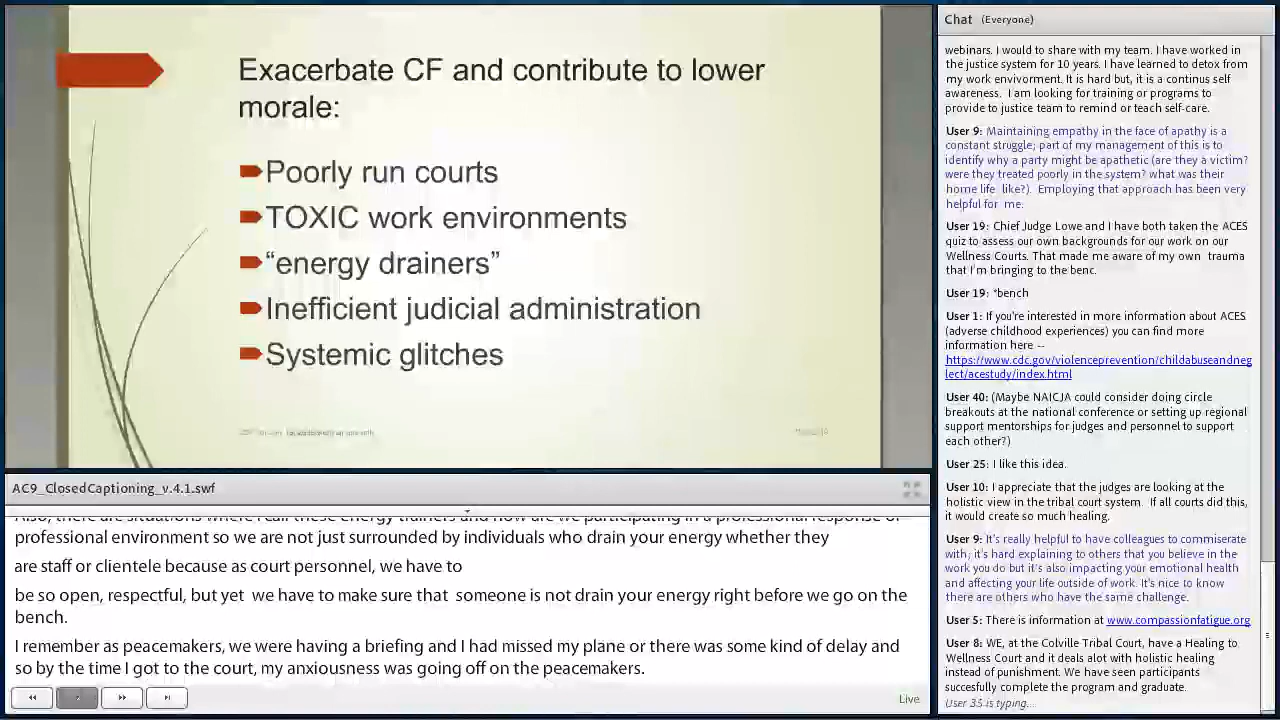 Exacerbate CF and contribute to lower
morale:
Poorly run courts
TOXIC work environments
“energy drainers”
Inefficient judicial administration
Systemic glitches
AC9_ClosedCaptioning_v.4.1.swf
professional environment so we are not just surrounded by individuals who drain your energy whether they
are staff or clientele because as court personnel, we have to
be so open, respectful, but yet we have to make sure that someone is not drain your energy right before we go on the
bench.
I remember as peacemakers, we were having a briefing and I had missed my plane or there was some kind of delay and
so by the time I got to the court, my anxiousness was going off on the peacemakers.
Live
Chat (Everyone)
webinars. I would to share with my team. I have worked in
the justice system for 10 years. I have learned to detox from
my work envivorment. It is hard but, it is a continus self
awareness. I am looking for training or programs to
provide to justice team to remind or teach self-care.
User 9: Maintaining empathy in the face of apathy is a
constant struggle; part of my management of this is to
identify why a party might be apathetic (are they a victim?
were they treated poorly in the system? what was their
home life like?). Employing that approach has been very
helpful for me.
User 19: Chief Judge Lowe and I have both taken the ACES
quiz to assess our own backgrounds for our work on our
Wellness Courts. That made me aware of my own trauma
that I'm bringing to the benc.
User 19: *bench
User 1: If you're interested in more information about ACES
(adverse childhood experiences) you can find more
information here --
https://www.cdc.gov/violenceprevention/childabuseandneg
lect/acestudy/index.html
User 40: (Maybe NAICJA could consider doing circle
breakouts at the national conference or setting up regional
support mentorships for judges and personnel to support
each other?)
User 25: I like this idea.
User 10: I appreciate that the judges are looking at the
holistic view in the tribal court system. If all courts did this,
it would create so much healing.
User 9: It's really helpful to have colleagues to commiserate
with; it's hard explaining to others that you believe in the
work you do but it's also impacting your emotional health
and affecting your life outside of work. It's nice to know
there are others who have the same challenge.
User 5: There is information at www.compassionfatigue.org
User 8: WE, at the Colville Tribal Court, have a Healing to
Wellness Court and it deals alot with holistic healing
instead of punishment. We have seen participants
succesfully complete the program and graduate.
User 35 is typing...